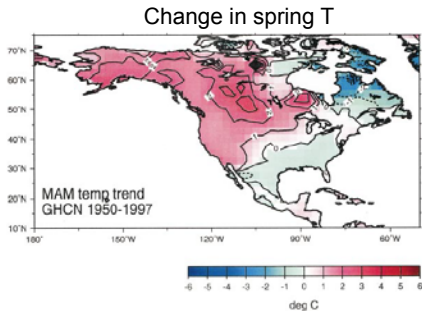 Change in spring T
70°N
60°N
50°N
40°N
30°N
20°N
10°N
MAM temp trend
GHCN 1950-1997
180°
150°W
120°W
90°W
60°W
-6 -5 -4 -3 -2 -1 0 1 2 3 4 5 6
deg C